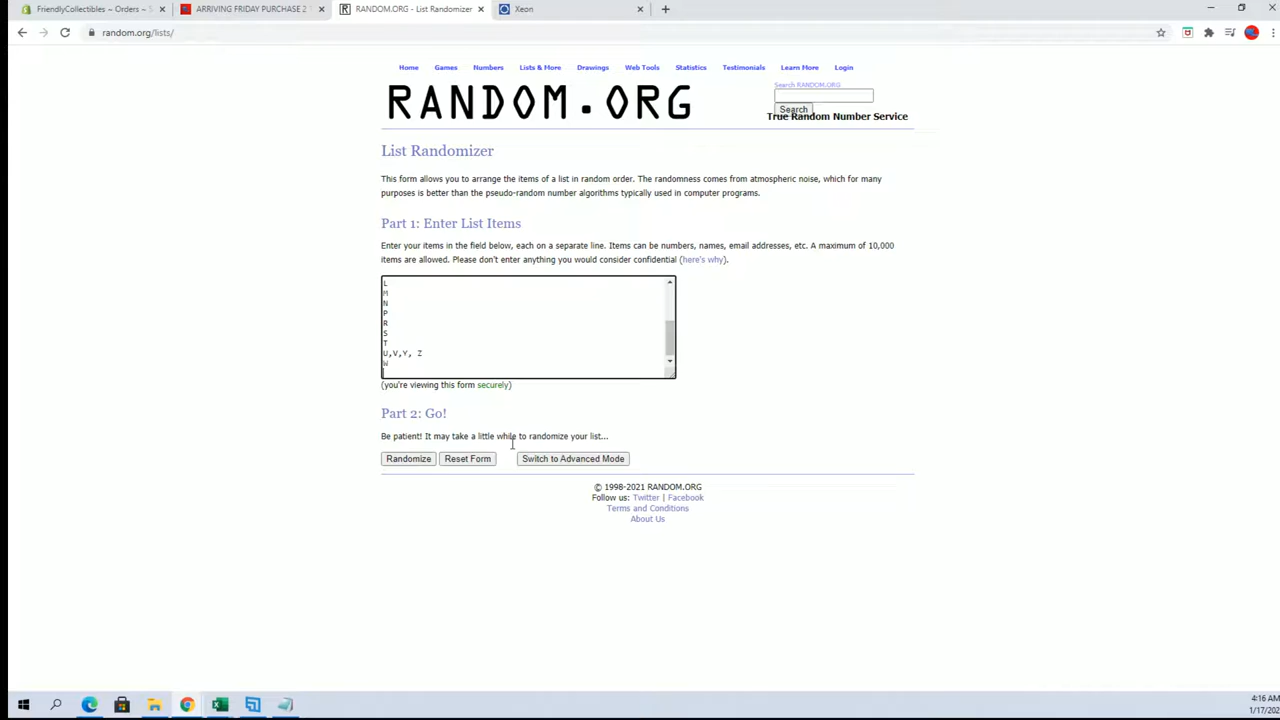 FriendlyCollectibles ~ Orders ~ S
ARRIVING FRIDAY PURCHASE 2
RANDOM.ORG - List Randomizer
Xeon
random.org/lists/
Home Games Numbers Lists & More Drawings Web Tools Statistics Testimonials Learn More Login
RANDOM.ORG
Search RANDOM.ORG
Search
True Random Number Service
List Randomizer
This form allows you to arrange the items of a list in random order. The randomness comes from atmospheric noise, which for many
purposes is better than the pseudo-random number algorithms typically used in computer programs.
Part 1: Enter List Items
Enter your items in the field below, each on a separate line. Items can be numbers, names, email addresses, etc. A maximum of 10,000
items are allowed. Please don't enter anything you would consider confidential (here's why).
L
M
N
P
R
S
T
U,V,Y, Z
W
(you're viewing this form securely)
Part 2: Go!
Be patient! It may take a little while to randomize your list...
Randomize Reset Form Switch to Advanced Mode
© 1998-2021 RANDOM.ORG
Follow us: Twitter | Facebook
Terms and Conditions
About Us
4:16 AM
1/17/202